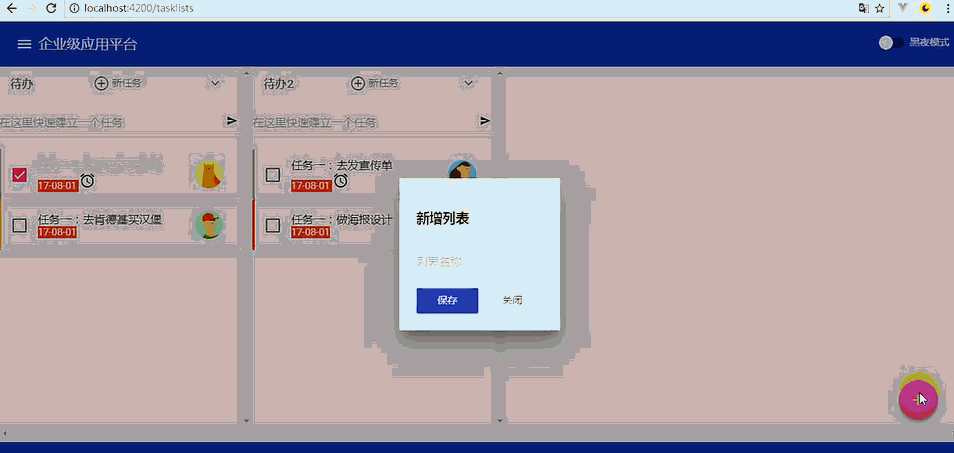 localhost:4200/tasklists
企业级应用平台
黑夜模式
待办
新任务
待办2
新任务
在这里快速建立一个任务
在这里快速建立一个任务
17-08-01
任务一：去发宣传单
17-08-01
任务一：去肯德基买汉堡
17-08-01
任务一：做海报设计
17-08-01
新增列表
列表名称
保存
关闭